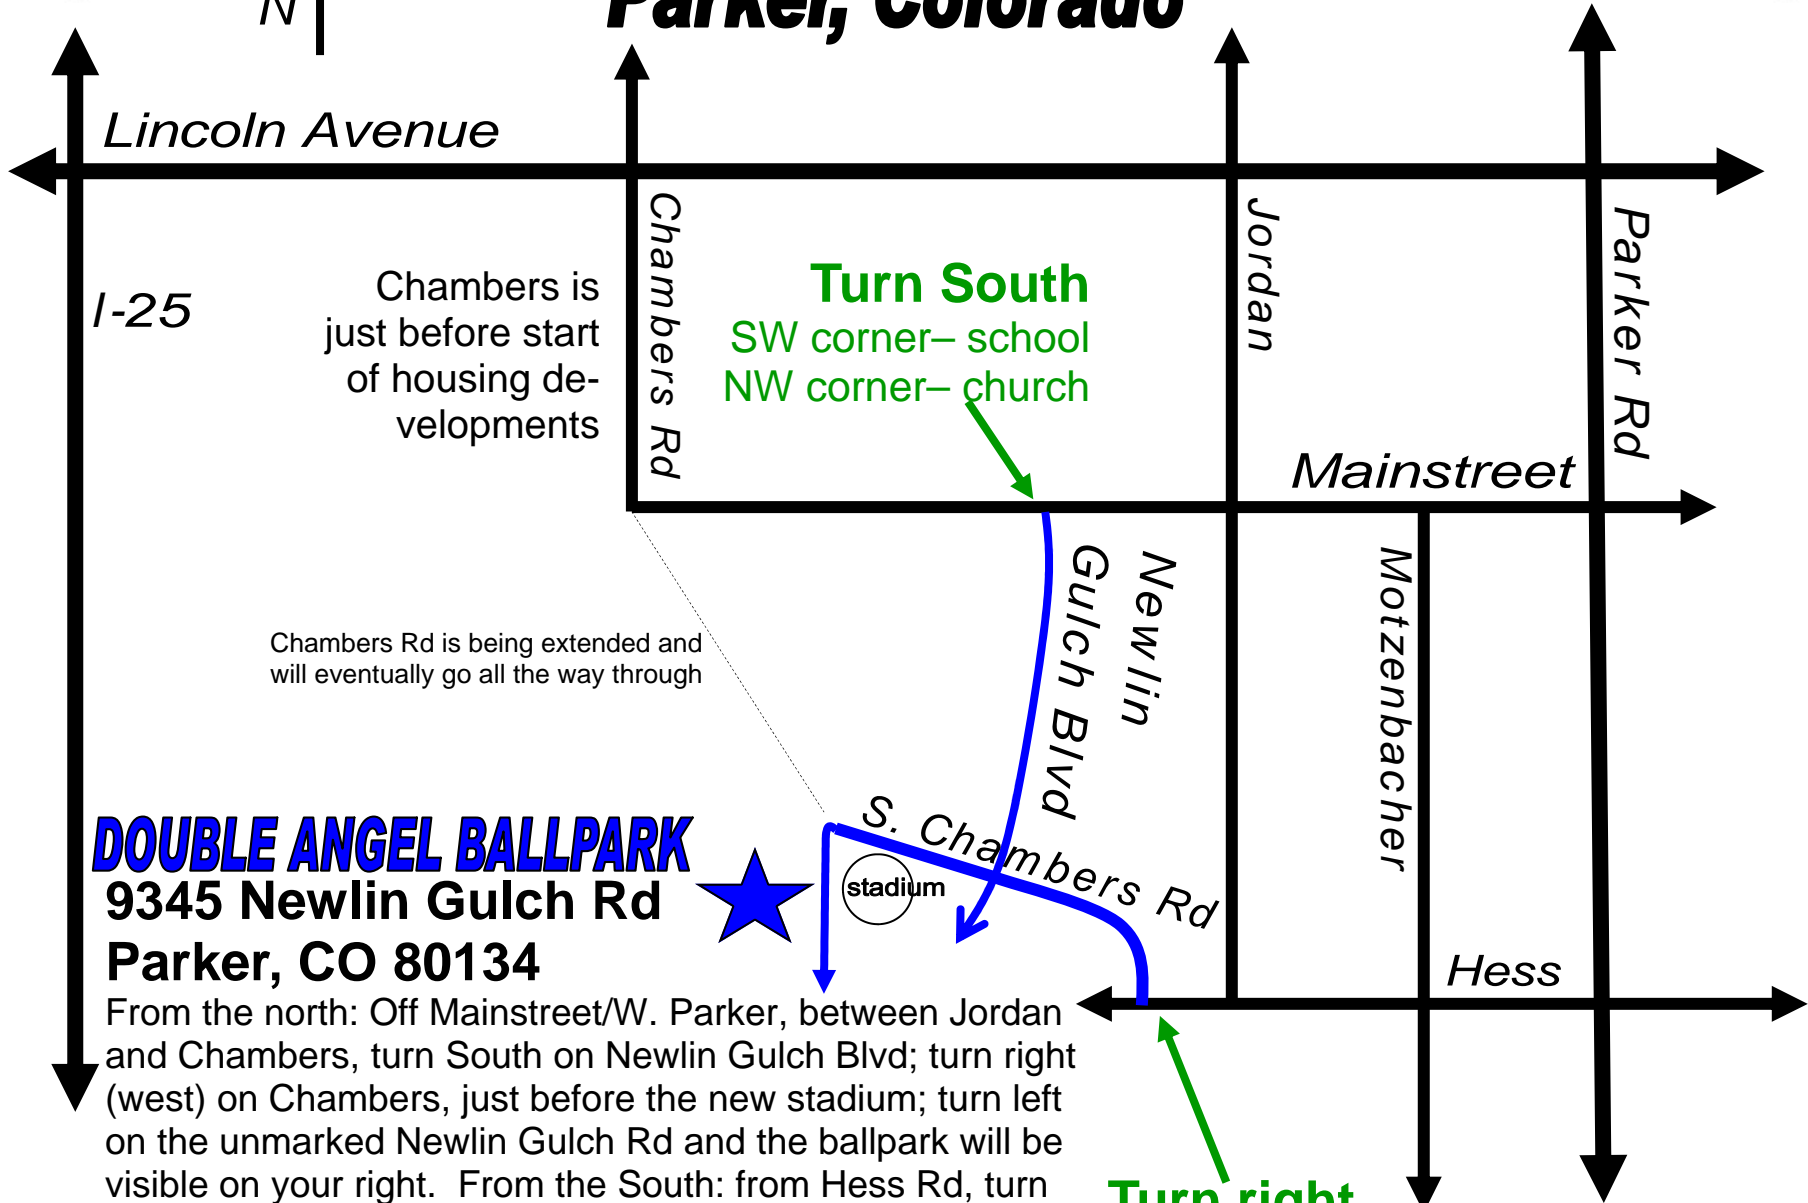 N
Parker, Colorado
Lincoln Avenue
I-25
Chambers is
just before start
of housing de-
velopments
Chambers Rd
Turn South
SW corner– school
NW corner– church
Jordan
Parker Rd
Mainstreet
Newlin
Gulch Blvd
Motzenbacher
Chambers Rd is being extended and
will eventually go all the way through
S. Chambers Rd
stadium
DOUBLE ANGEL BALLPARK
9345 Newlin Gulch Rd
Parker, CO 80134
Hess
From the north: Off Mainstreet/W. Parker, between Jordan
and Chambers, turn South on Newlin Gulch Blvd; turn right
(west) on Chambers, just before the new stadium; turn left
on the unmarked Newlin Gulch Rd and the ballpark will be
visible on your right.  From the South: from Hess Rd, turn
Turn right